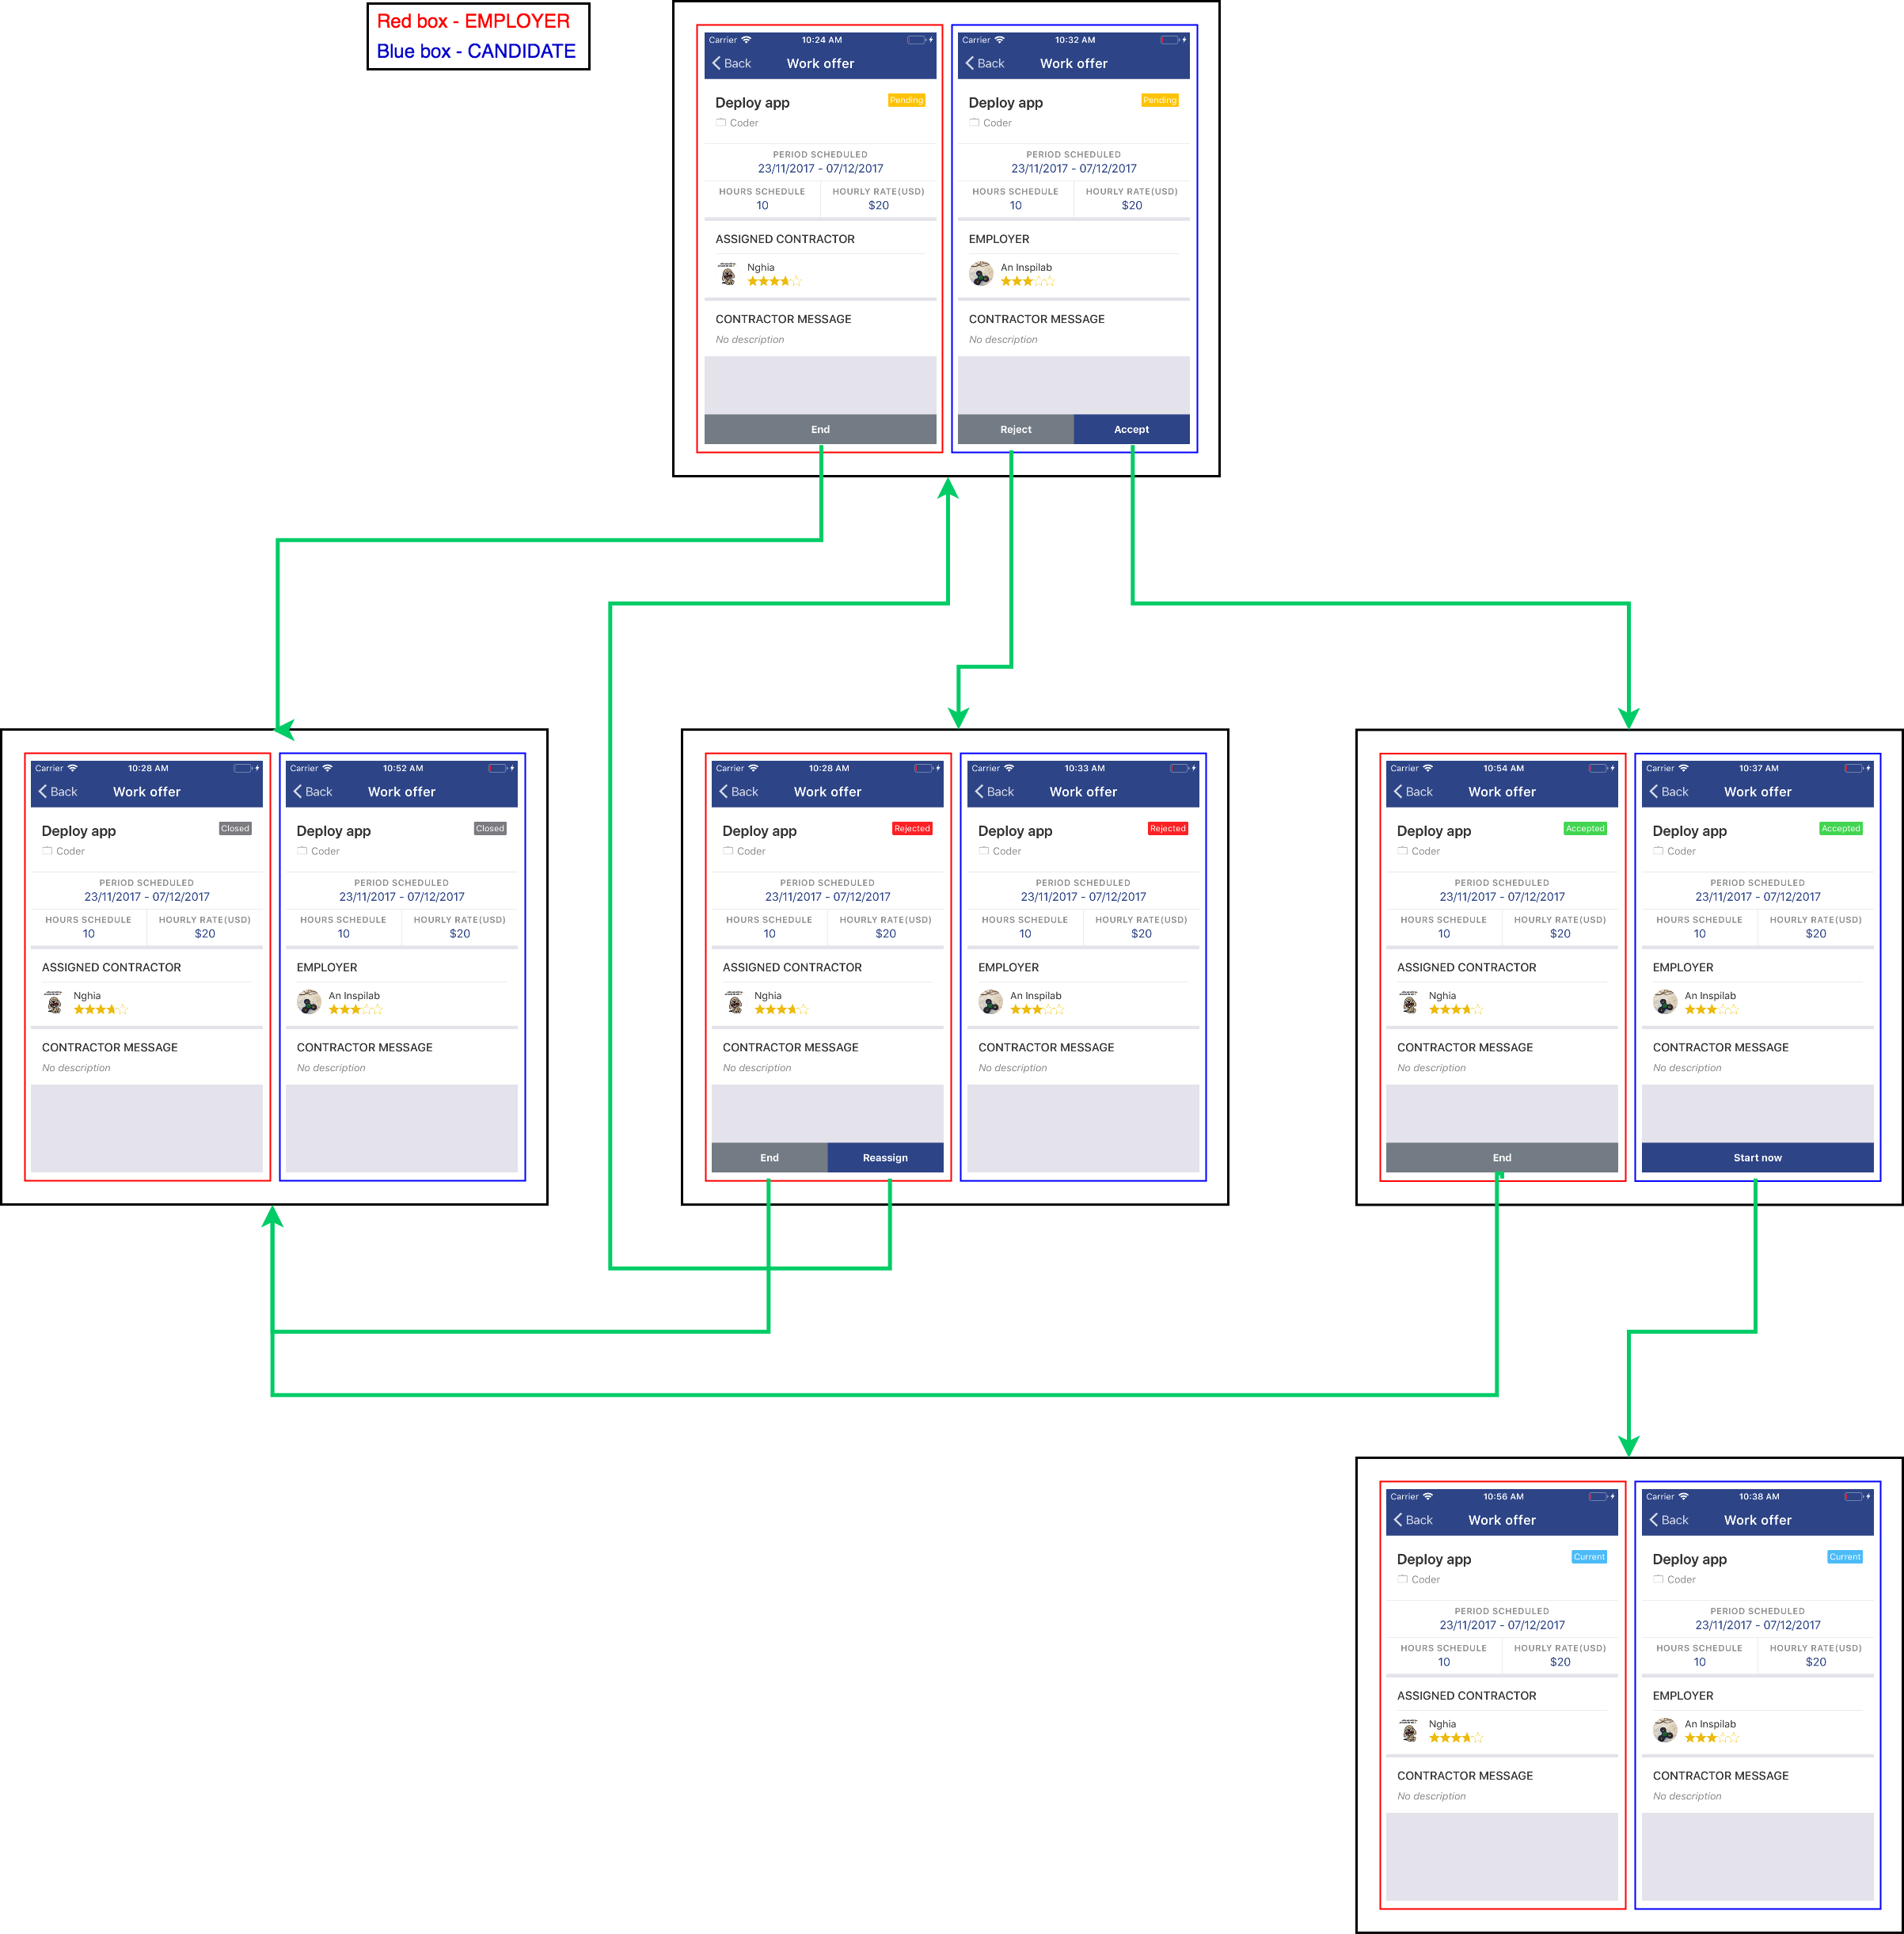 Red box - EMPLOYER
Blue box - CANDIDATE
Carrier 10:24 AM
Back Work offer
Deploy app Pending
Coder
PERIOD SCHEDULED
23/11/2017 - 07/12/2017
HOURS SCHEDULE HOURLY RATE(USD)
10 $20
ASSIGNED CONTRACTOR
Nghia
CONTRACTOR MESSAGE
No description
End
Carrier 10:32 AM
Back Work offer
Deploy app Pending
Coder
PERIOD SCHEDULED
23/11/2017 - 07/12/2017
HOURS SCHEDULE HOURLY RATE(USD)
10 $20
EMPLOYER
An Inspilab
CONTRACTOR MESSAGE
No description
Reject Accept
Carrier 10:28 AM
Back Work offer
Deploy app Closed
Coder
PERIOD SCHEDULED
23/11/2017 - 07/12/2017
HOURS SCHEDULE HOURLY RATE(USD)
10 $20
ASSIGNED CONTRACTOR
Nghia
CONTRACTOR MESSAGE
No description
Carrier 10:52 AM
Back Work offer
Deploy app Closed
Coder
PERIOD SCHEDULED
23/11/2017 - 07/12/2017
HOURS SCHEDULE HOURLY RATE(USD)
10 $20
EMPLOYER
An Inspilab
CONTRACTOR MESSAGE
No description
Carrier 10:28 AM
Back Work offer
Deploy app Rejected
Coder
PERIOD SCHEDULED
23/11/2017 - 07/12/2017
HOURS SCHEDULE HOURLY RATE(USD)
10 $20
ASSIGNED CONTRACTOR
Nghia
CONTRACTOR MESSAGE
No description
End Reassign
Carrier 10:33 AM
Back Work offer
Deploy app Rejected
Coder
PERIOD SCHEDULED
23/11/2017 - 07/12/2017
HOURS SCHEDULE HOURLY RATE(USD)
10 $20
EMPLOYER
An Inspilab
CONTRACTOR MESSAGE
No description
Carrier 10:54 AM
Back Work offer
Deploy app Accepted
Coder
PERIOD SCHEDULED
23/11/2017 - 07/12/2017
HOURS SCHEDULE HOURLY RATE(USD)
10 $20
ASSIGNED CONTRACTOR
Nghia
CONTRACTOR MESSAGE
No description
End
Carrier 10:37 AM
Back Work offer
Deploy app Accepted
Coder
PERIOD SCHEDULED
23/11/2017 - 07/12/2017
HOURS SCHEDULE HOURLY RATE(USD)
10 $20
EMPLOYER
An Inspilab
CONTRACTOR MESSAGE
No description
Start now
Carrier 10:56 AM
Back Work offer
Deploy app Current
Coder
PERIOD SCHEDULED
23/11/2017 - 07/12/2017
HOURS SCHEDULE HOURLY RATE(USD)
10 $20
ASSIGNED CONTRACTOR
Nghia
CONTRACTOR MESSAGE
No description
Carrier 10:38 AM
Back Work offer
Deploy app Current
Coder
PERIOD SCHEDULED
23/11/2017 - 07/12/2017
HOURS SCHEDULE HOURLY RATE(USD)
10 $20
EMPLOYER
An Inspilab
CONTRACTOR MESSAGE
No description